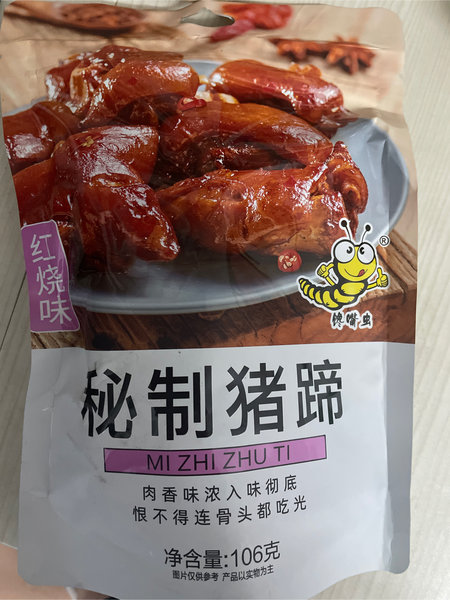 红烧味
®
馋嘴虫
秘制猪蹄
MI ZHI ZHU TI
肉香味浓入味彻底
恨不得连骨头都吃光
净含量:106克
图片仅供参考 产品以实物为主